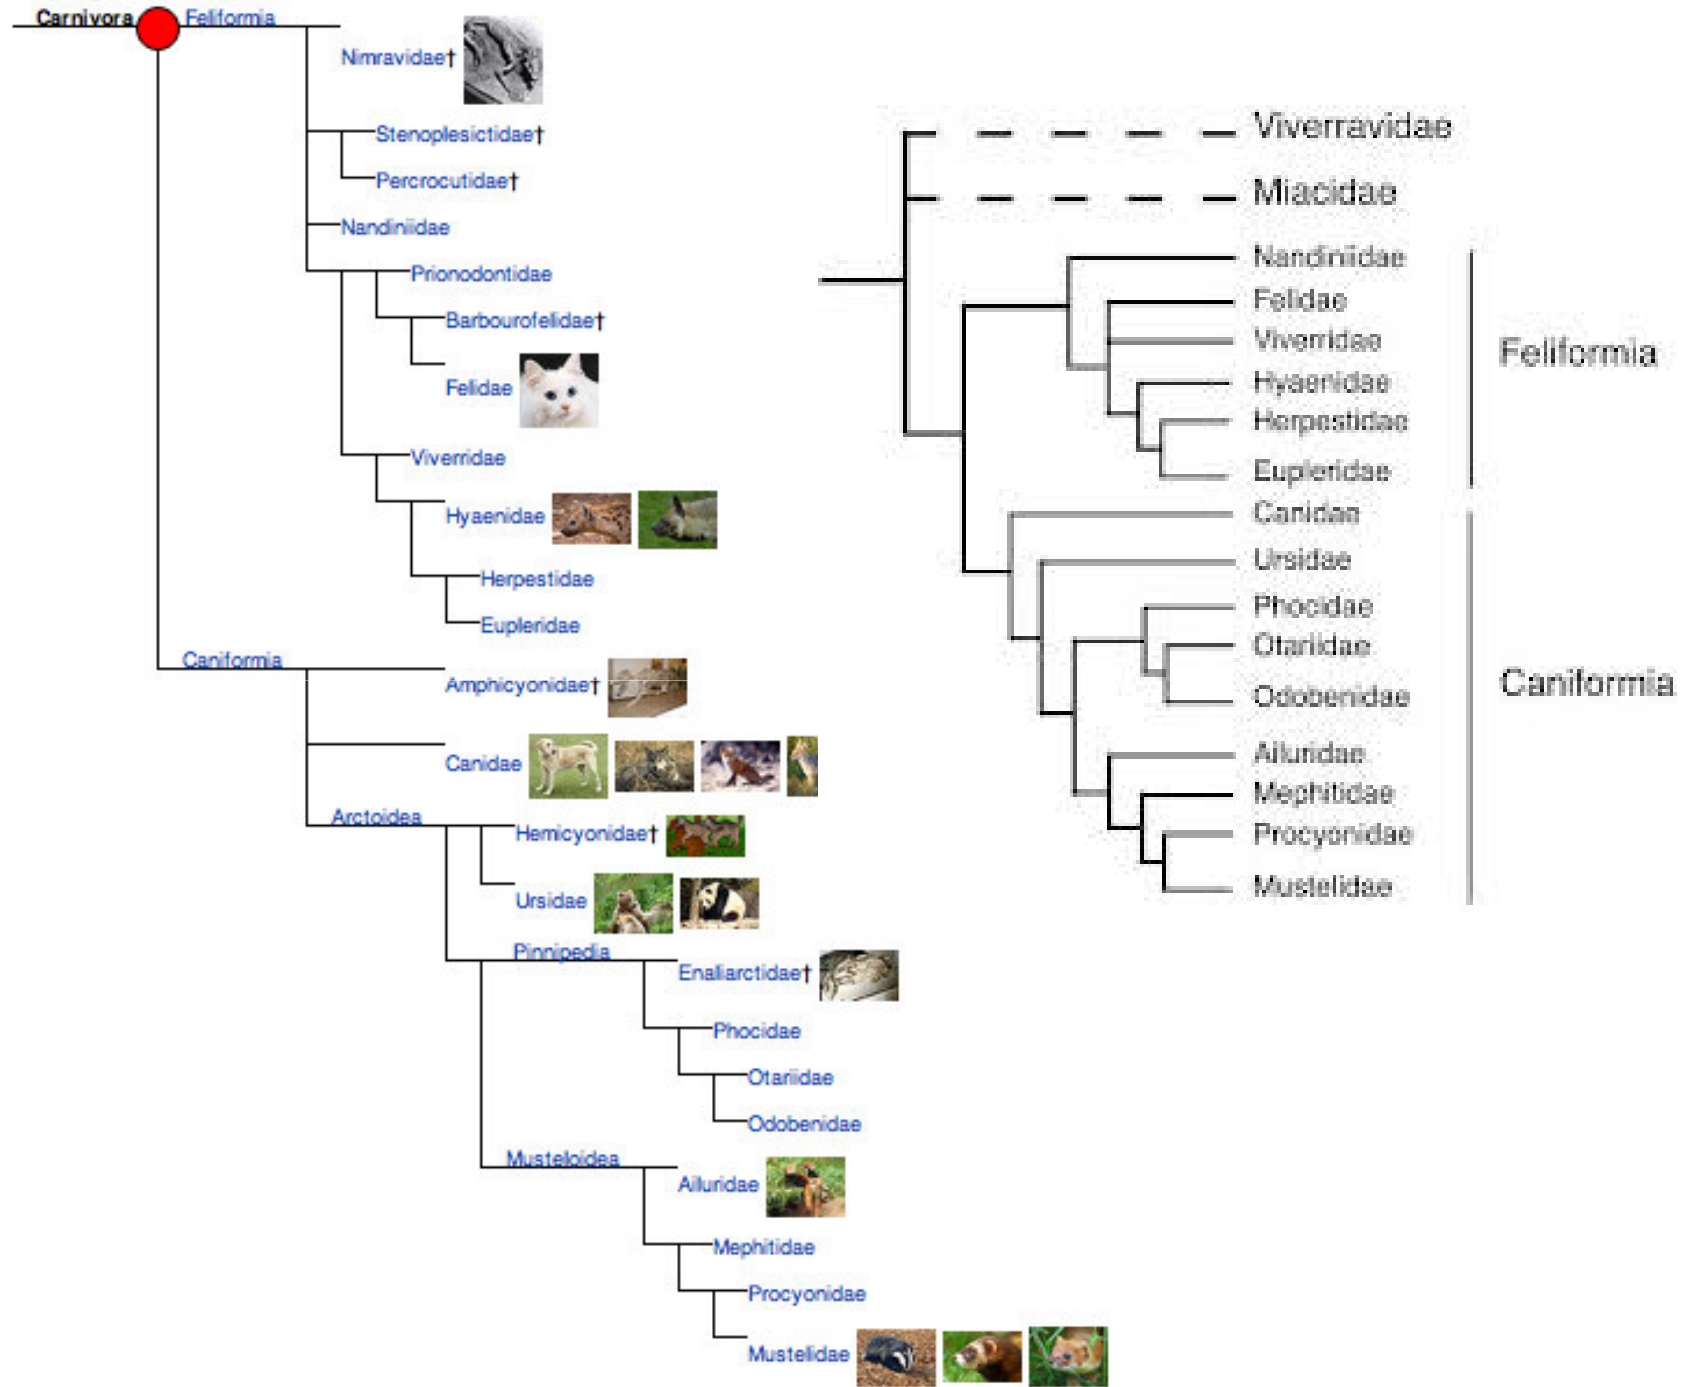 Carnivora
Feliformia
Nimravidae†
Stenoplesictidae†
Percrocutidae†
Nandiniidae
Prionodontidae
Barbourofelidae†
Felidae
Viverridae
Hyaenidae
Herpestidae
Eupleridae
Caniformia
Amphicyonidae†
Canidae
Arctoidea
Hemicyonidae†
Ursidae
Pinnipedia
Enaliarctidae†
Phocidae
Otariidae
Odobenidae
Musteloidea
Ailuridae
Mephitidae
Procyonidae
Mustelidae
Viverravidae
Miacidae
Nandiniidae
Felidae
Viverridae
Hyaenidae
Herpestidae
Eupleridae
Feliformia
Canidae
Ursidae
Phocidae
Otariidae
Odobenidae
Ailuridae
Mephitidae
Procyonidae
Mustelidae
Caniformia